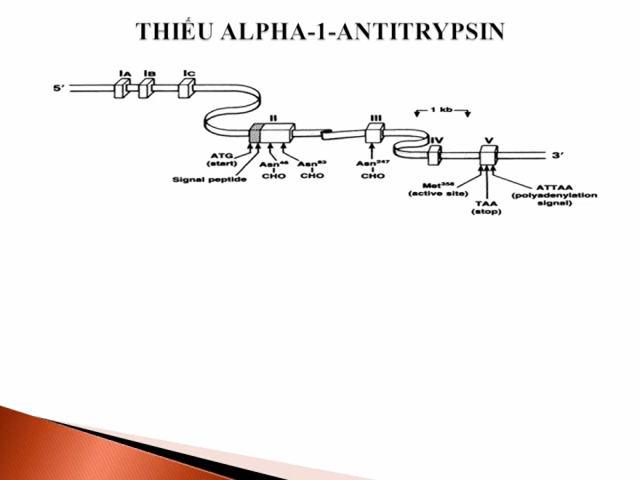 THIẾU ALPHA-1-ANTITRYPSIN
IA IB IC
5′
II
III
1 kb
IV
V
3′
ATG
(start)
Signal peptide
Asn46
CHO
Asn83
CHO
Asn247
CHO
Met358
(active site)
TAA
(stop)
ATTAA
(polyadenylation
signal)